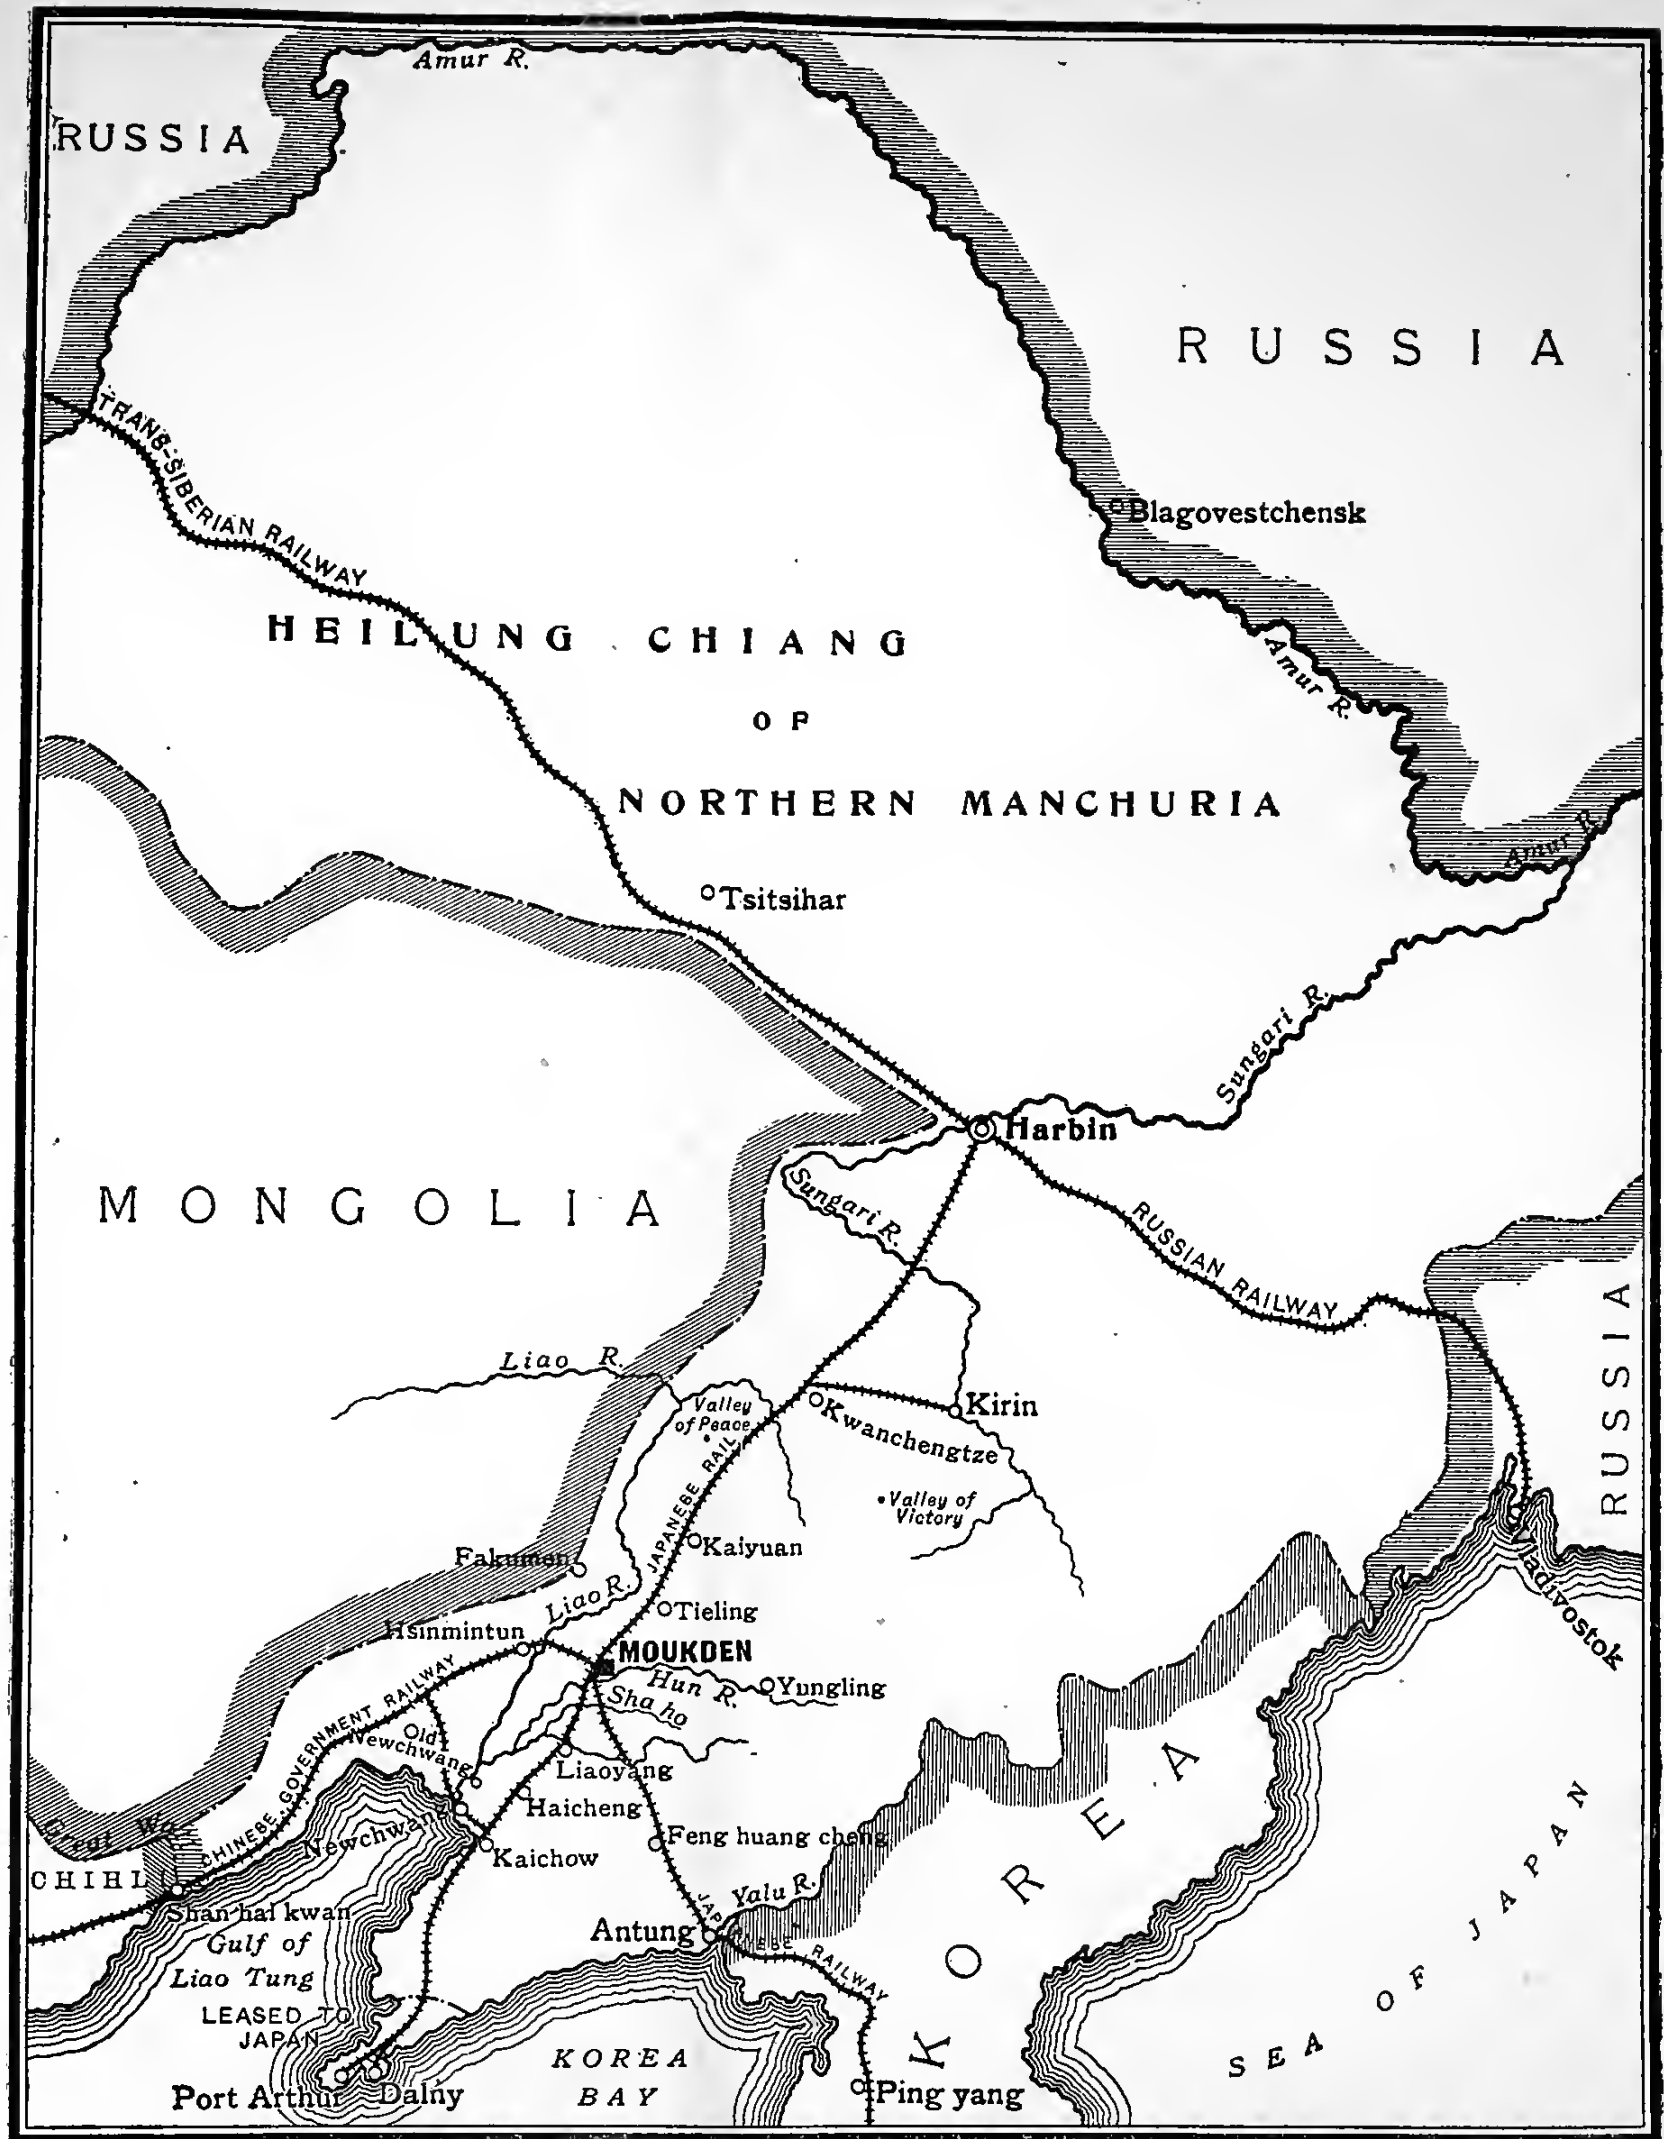 Amur R.
RUSSIA
RUSSIA
TRANS-SIBERIAN RAILWAY
Blagovestchensk
HEILUNG CHIANG
OF
NORTHERN MANCHURIA
Amur R.
Amur R.
Tsitsihar
Sungari R.
Harbin
MONGOLIA
Sungari R.
RUSSIAN RAILWAY
RUSSIA
Liao R.
Valley
of Peace
Kirin
Kwanchengtze
JAPANESE RAIL
Valley of
Victory
Kaiyuan
Fakumen
Liao R.
Tieling
Vladivostok
Hsinmintun
MOUKDEN
Hun R.
Yungling
Sha ho
CHINESE GOVERNMENT RAILWAY
Old
Newchwang
Liaoyang
Haicheng
Newchwang
Feng huang cheng
Kaichow
Great Wa
CHIHLI
Shan hai kwan
Yalu R.
Antung
JAPANESE RAILWAY
KOREA
SEA OF JAPAN
Gulf of
Liao Tung
LEASED TO
JAPAN
KOREA
BAY
Port Arthur
Dalny
Ping yang